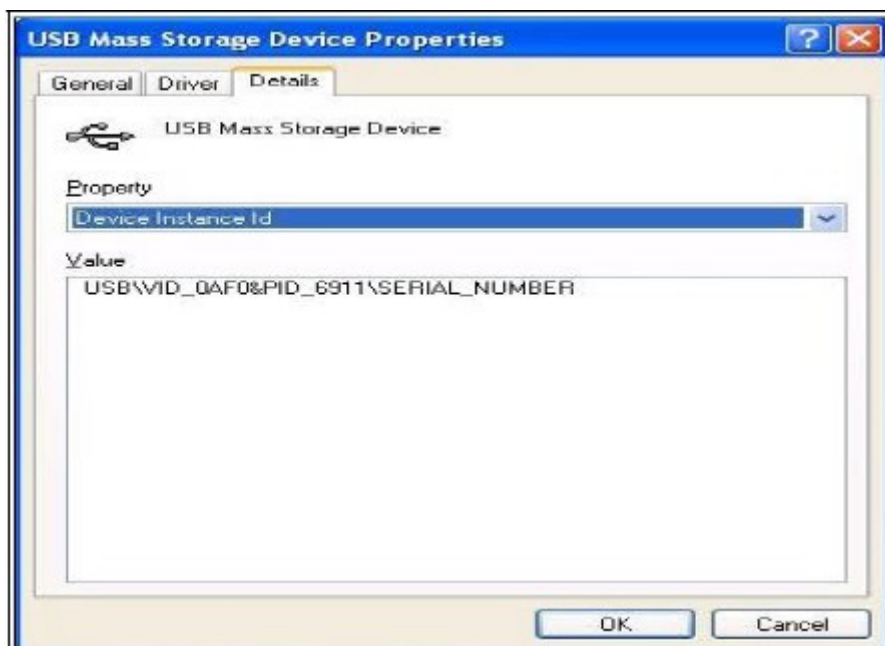 USB Mass Storage Device Properties
General Driver Details
USB Mass Storage Device
Property
Device Instance Id
Value
USB\VID_0AF0&PID_6911\SERIAL_NUMBER
OK Cancel